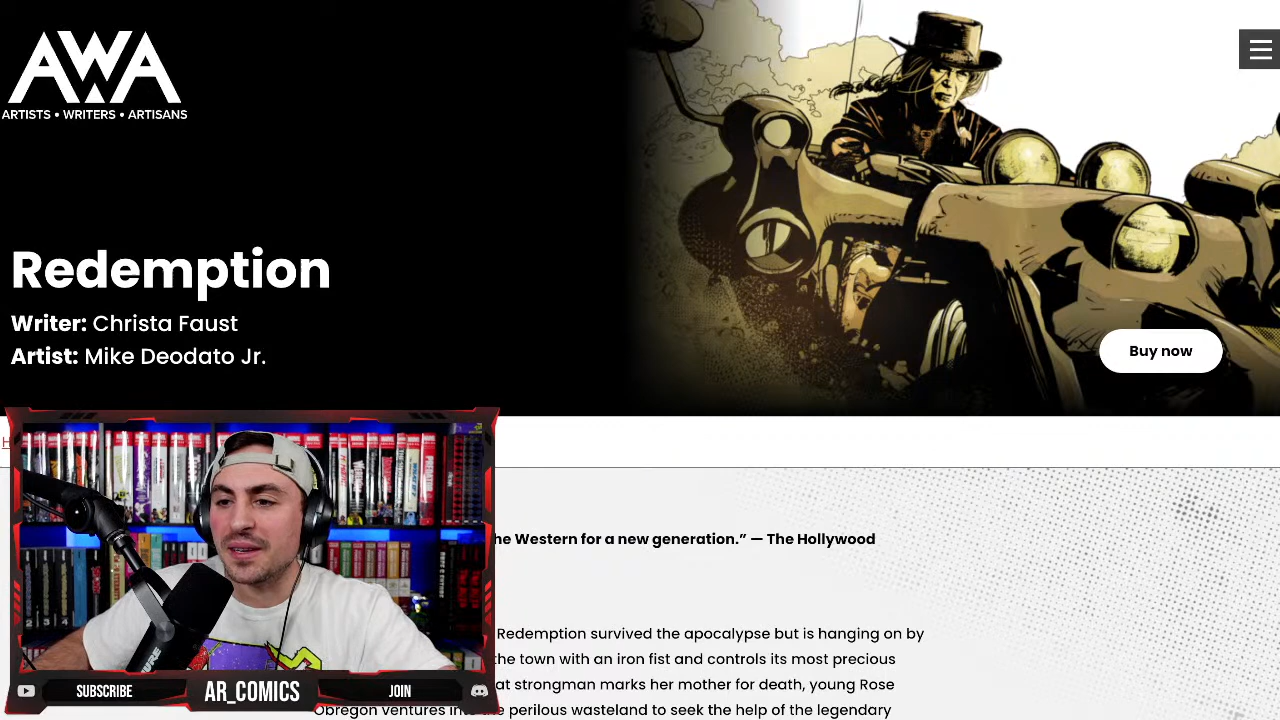 AWA
ARTISTS • WRITERS • ARTISANS
Redemption
Writer: Christa Faust
Artist: Mike Deodato Jr.
Buy now
H
he Western for a new generation.” — The Hollywood
Redemption survived the apocalypse but is hanging on by
the town with an iron fist and controls its most precious
at strongman marks her mother for death, young Rose
Obregon ventures into the perilous wasteland to seek the help of the legendary
SUBSCRIBE
AR_COMICS
JOIN